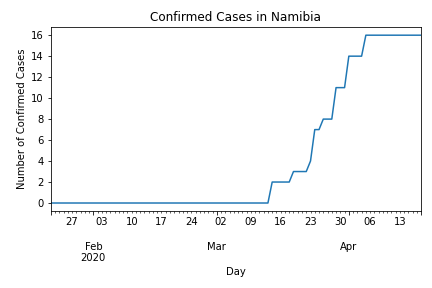 Confirmed Cases in Namibia
Number of Confirmed Cases
16
14
12
10
8
6
4
2
0
27 03 10 17 24 02 09 16 23 30 06 13
Feb Mar Apr
2020
Day